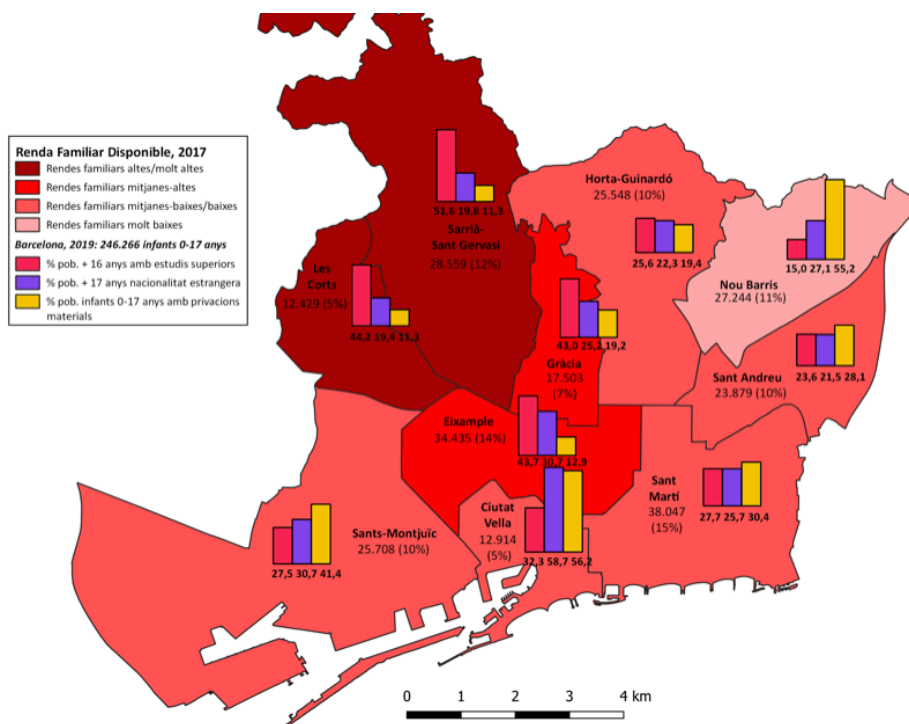 Renda Familiar Disponible, 2017
Rendes familiars altes/molt altes
Rendes familiars mitjanes-altes
Rendes familiars mitjanes-baixes/baixes
Rendes familiars molt baixes
Barcelona, 2019: 246.266 infants 0-17 anys
% pob. + 16 anys amb estudis superiors
% pob. + 17 anys nacionalitat estrangera
% pob. infants 0-17 anys amb privacions
materials
51,6 19,8 11,3
Sarrià-
Sant Gervasi
28.559 (12%)
Les
Corts
12.429 (5%)
44,2 19,4 11,3
Horta-Guinardó
25.548 (10%)
25,6 22,3 19,4
15,0 27,1 55,2
Nou Barris
27.244 (11%)
43,0 25,2 19,2
Gràcia
17.503
(7%)
23,6 21,5 28,1
Sant Andreu
23.879 (10%)
Eixample
34.435 (14%)
43,7 30,7 12,9
Sant
Martí
38.047
(15%)
27,7 25,7 30,4
Ciutat
Vella
12.914
(5%)
32,3 58,7 56,2
Sants-Montjuïc
25.708 (10%)
27,5 30,7 41,4
0 1 2 3 4 km